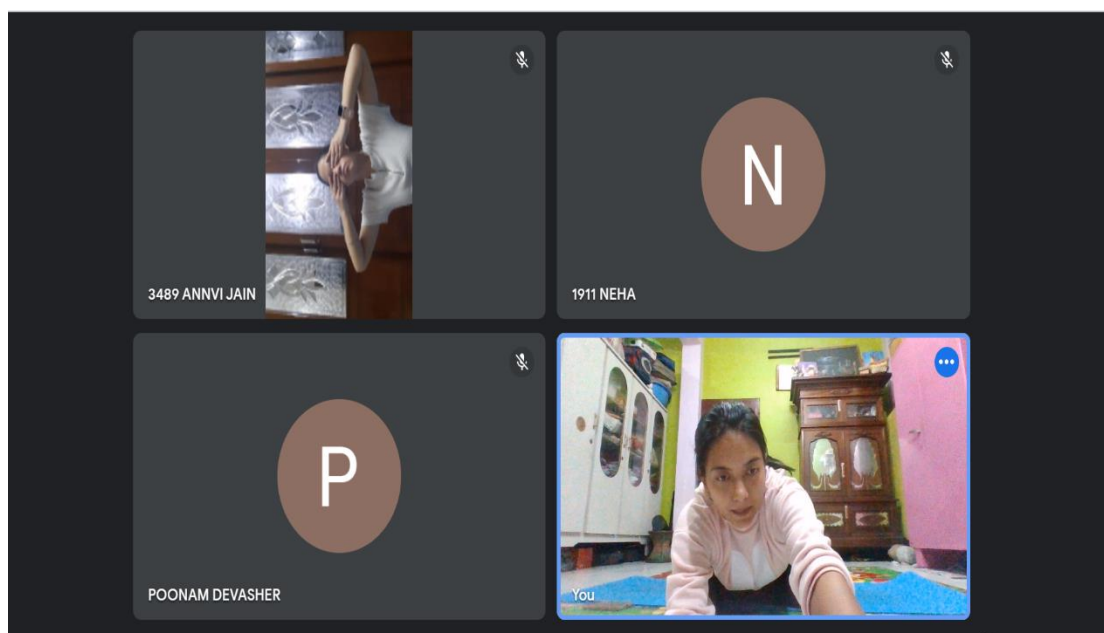 3489 ANNVI JAIN
N
1911 NEHA
P
POONAM DEVASHER
You